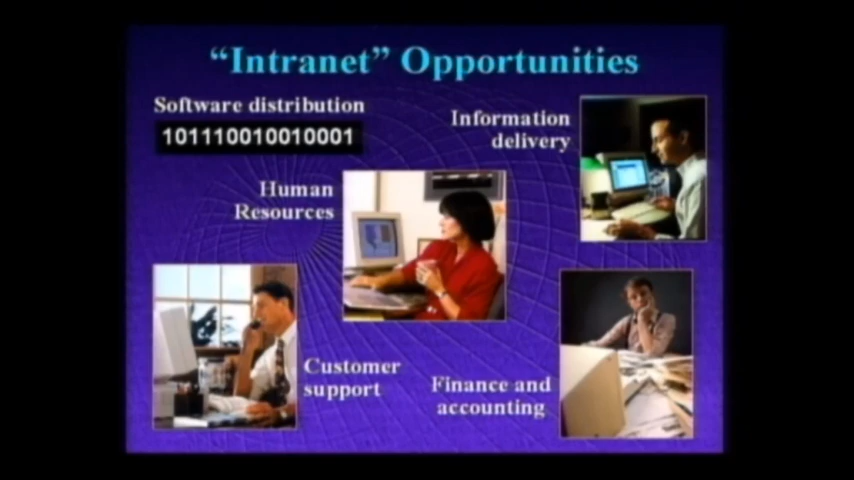 “Intranet” Opportunities
Software distribution
101110010010001
Information
delivery
Human
Resources
Customer
support
Finance and
accounting